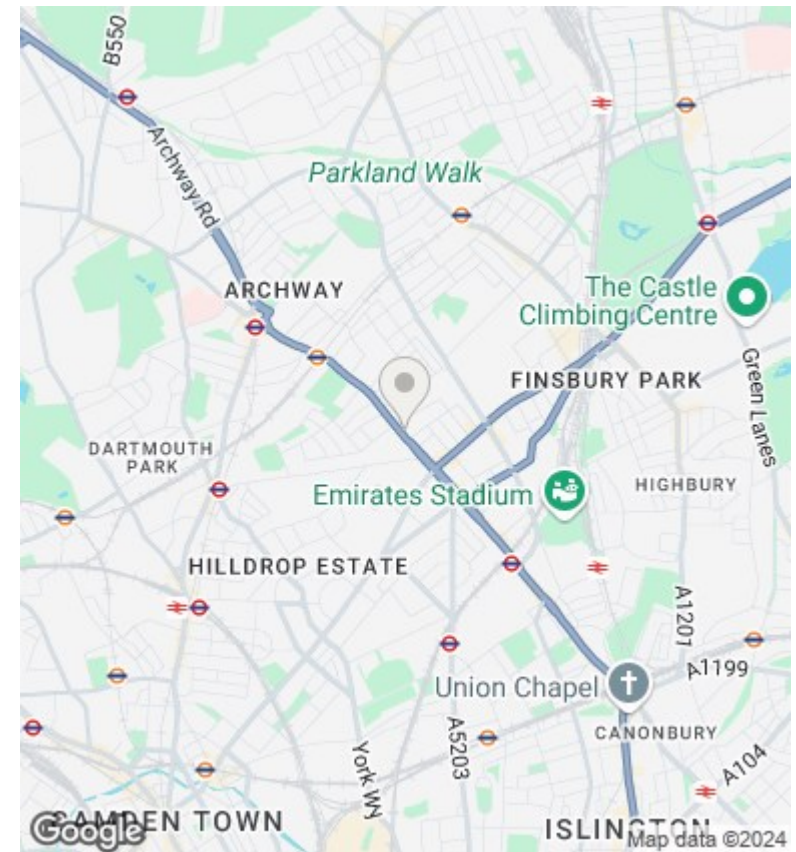 B550
Archway Rd
Parkland Walk
ARCHWAY
The Castle
Climbing Centre
FINSBURY PARK
Green Lanes
DARTMOUTH
PARK
Emirates Stadium
HIGHBURY
HILLDROP ESTATE
A1201
A1199
Union Chapel
CANONBURY
A5203
York Wy
A104
CAMDEN TOWN
ISLINGTON
Google
Map data ©2024